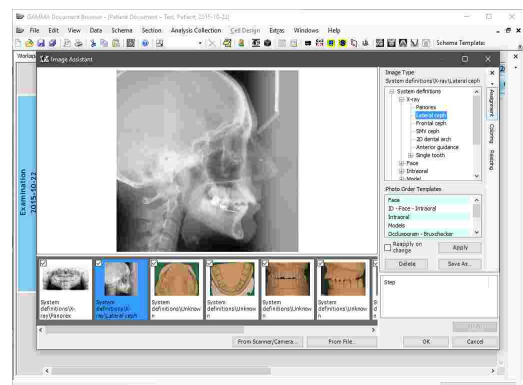 GAMMA Document Browser - [Patient Document - Test, Patient, 2015-10-22]
File Edit View Data Schema Section Analysis Collection Cell Design Extras Windows Help
Schema Template:
Image Assistant
Examination
2015-10-22
Image Type
System definitions\X-ray\Lateral ceph
System definitions
X-ray
Panorex
Lateral ceph
Frontal ceph
SMV ceph
2D dental arch
Anterior guidance
Single tooth
Face
Intraoral
Model
Assignment
Coloring
Resizing
Photo Order Templates
Face
ID - Face - Intraoral
Intraoral
Models
Occlusogram - Bruxchecker
Reapply on change
Apply
Delete
Save As...
Step
System definitions\X-ray\Panorex
System definitions\X-ray\Lateral ceph
System definitions\Unknown
System definitions\Unknown
System definitions\Unknown
System definitions\Unknown
From Scanner/Camera...
From File...
OK
Cancel